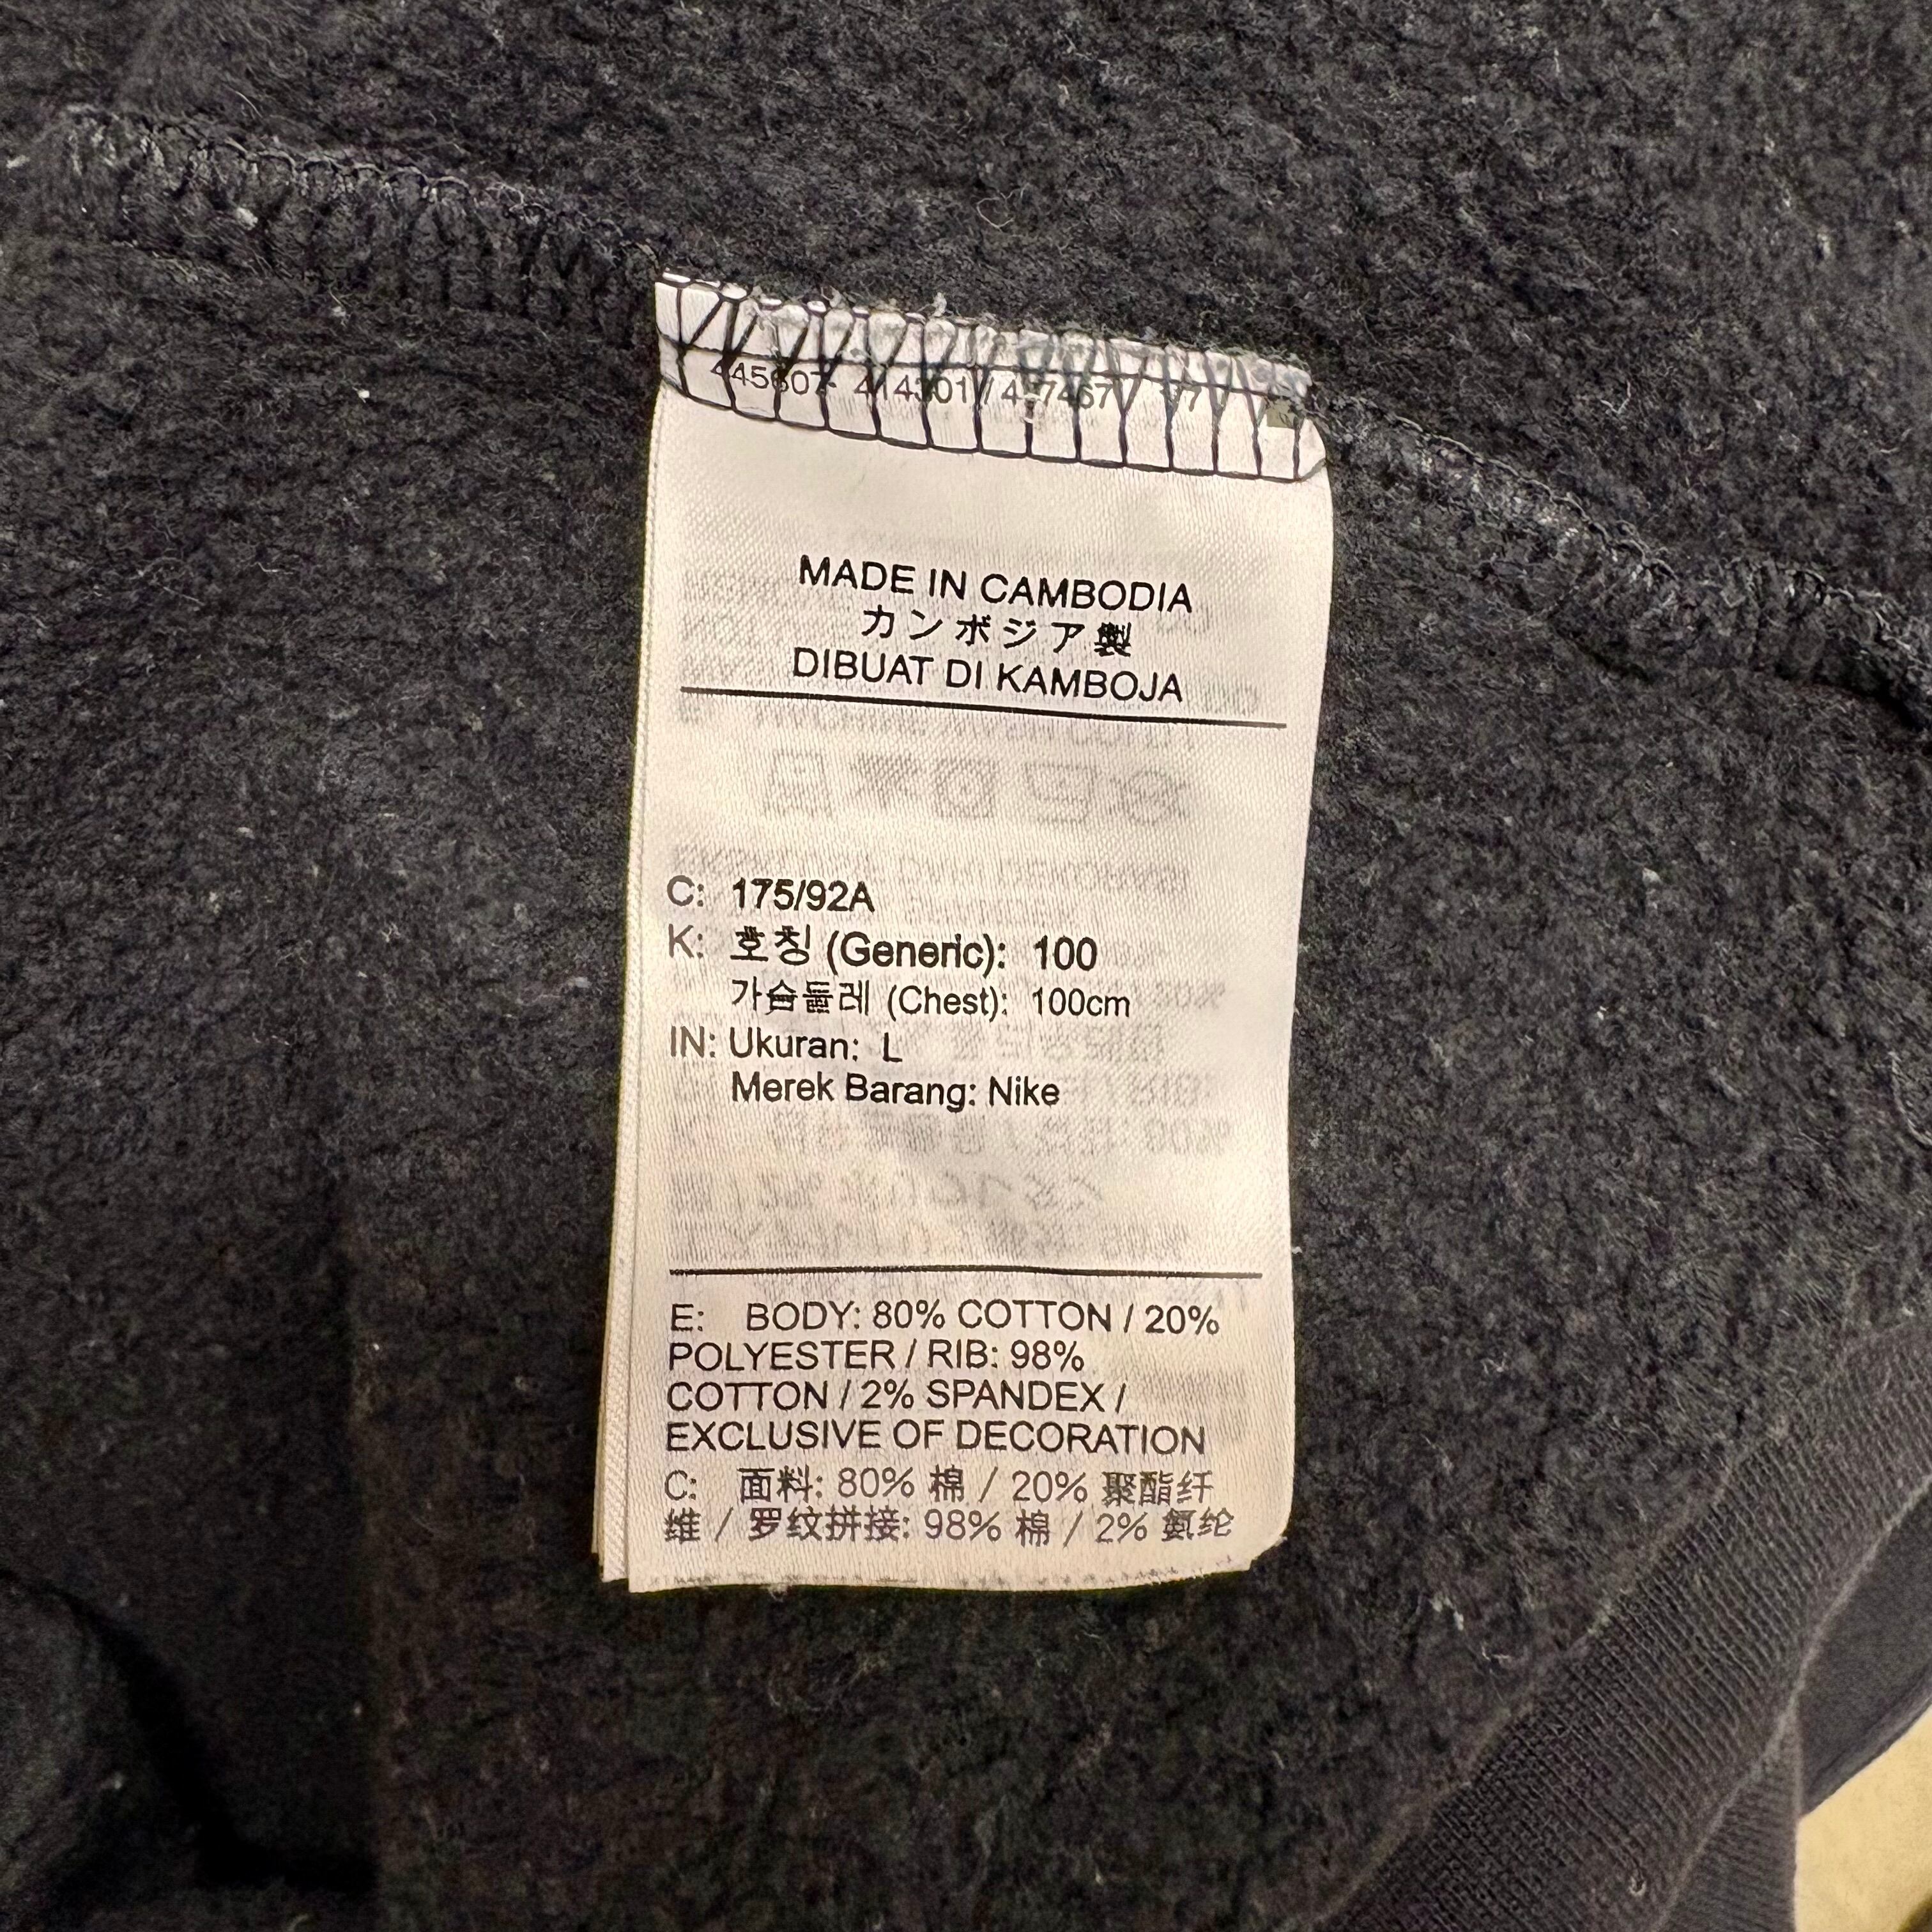 MADE IN CAMBODIA
カンボジア製
DIBUAT DI KAMBOJA
C: 175/92A
K: 호칭 (Generic): 100
가슴둘레 (Chest): 100cm
IN: Ukuran: L
Merek Barang: Nike
E: BODY: 80% COTTON / 20%
POLYESTER / RIB: 98%
COTTON / 2% SPANDEX /
EXCLUSIVE OF DECORATION
C: 面料: 80% 棉 / 20% 聚酯纤
维 / 罗纹拼接: 98% 棉 / 2% 氨纶